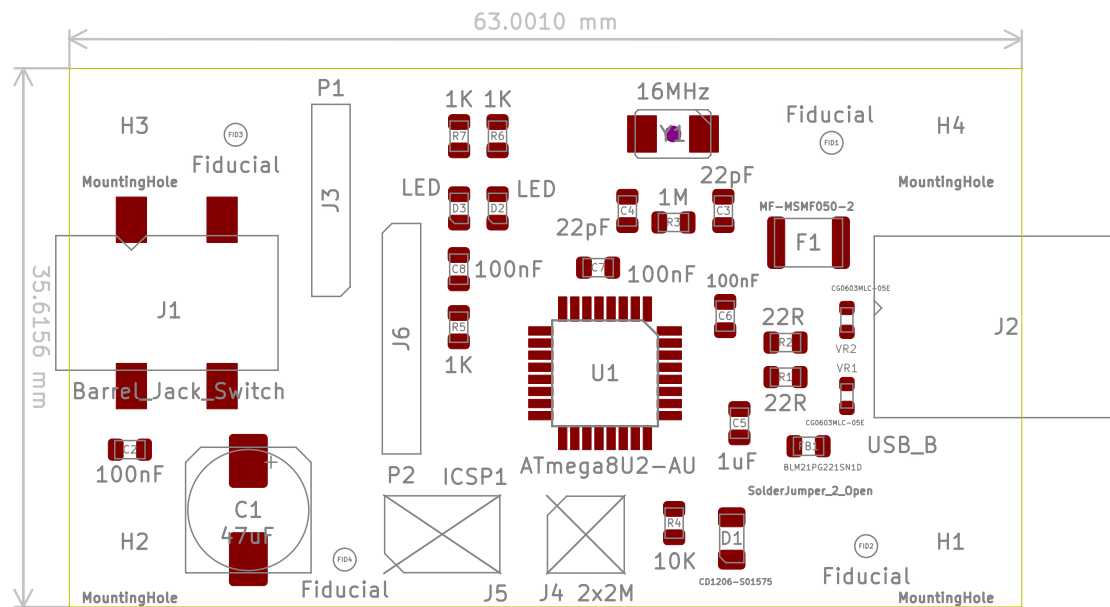 63.0010 mm
35.6156 mm
P1
1K
1K
16MHz
Fiducial
H3
FID3
R7
R6
FID1
H4
Fiducial
MountingHole
LED
LED
22pF
1M
MountingHole
J3
D3
D2
C4
R3
C3
MF-MSMF050-2
22pF
F1
C8
100nF
C7
100nF
100nF
CG0603MLC-05E
J1
J6
R5
C6
22R
J2
R2
VR2
1K
U1
R1
VR1
Barrel_Jack_Switch
22R
CG0603MLC-05E
C5
C2
100nF
USB_B
FB1
P2
ICSP1
ATmega8U2-AU
1uF
BLM21PG221SN1D
SolderJumper_2_Open
+
C1
47uF
R4
D1
H2
FID4
10K
FID2
H1
Fiducial
CD1206-S01575
Fiducial
MountingHole
J5
J4
2x2M
MountingHole